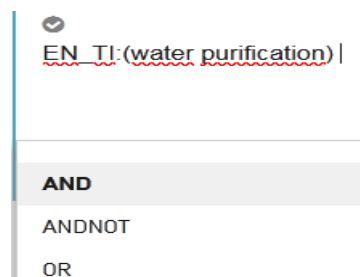 EN_TI:(water purification)
AND
ANDNOT
OR